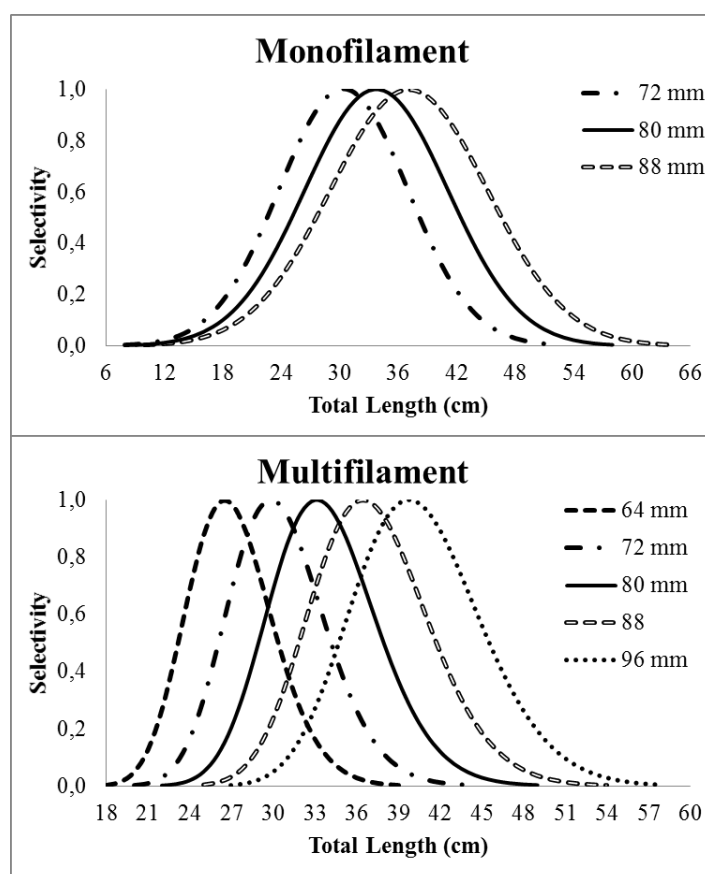 Monofilament
1,0
0,8
0,6
0,4
0,2
0,0
Selectivity
72 mm
80 mm
88 mm
6 12 18 24 30 36 42 48 54 60 66
Total Length (cm)
Multifilament
1,0
0,8
0,6
0,4
0,2
0,0
Selectivity
64 mm
72 mm
80 mm
88
96 mm
18 21 27 30 33 36 39 42 45 48 51 54 57 60
Total Length (cm)